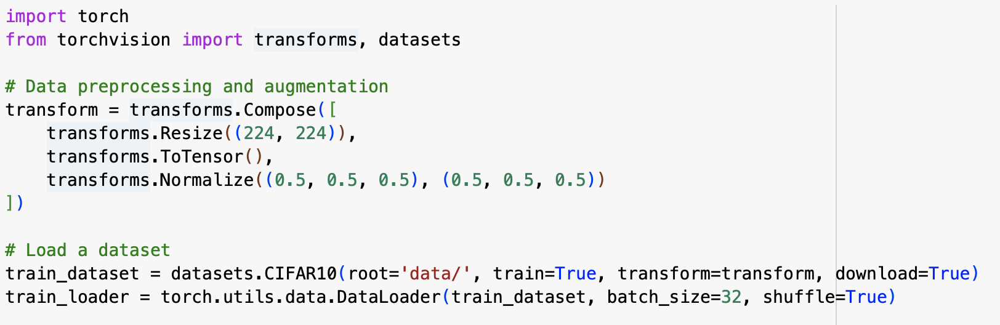 import torch
from torchvision import transforms, datasets

# Data preprocessing and augmentation
transform = transforms.Compose([
    transforms.Resize((224, 224)),
    transforms.ToTensor(),
    transforms.Normalize((0.5, 0.5, 0.5), (0.5, 0.5, 0.5))
])

# Load a dataset
train_dataset = datasets.CIFAR10(root='data/', train=True, transform=transform, download=True)
train_loader = torch.utils.data.DataLoader(train_dataset, batch_size=32, shuffle=True)